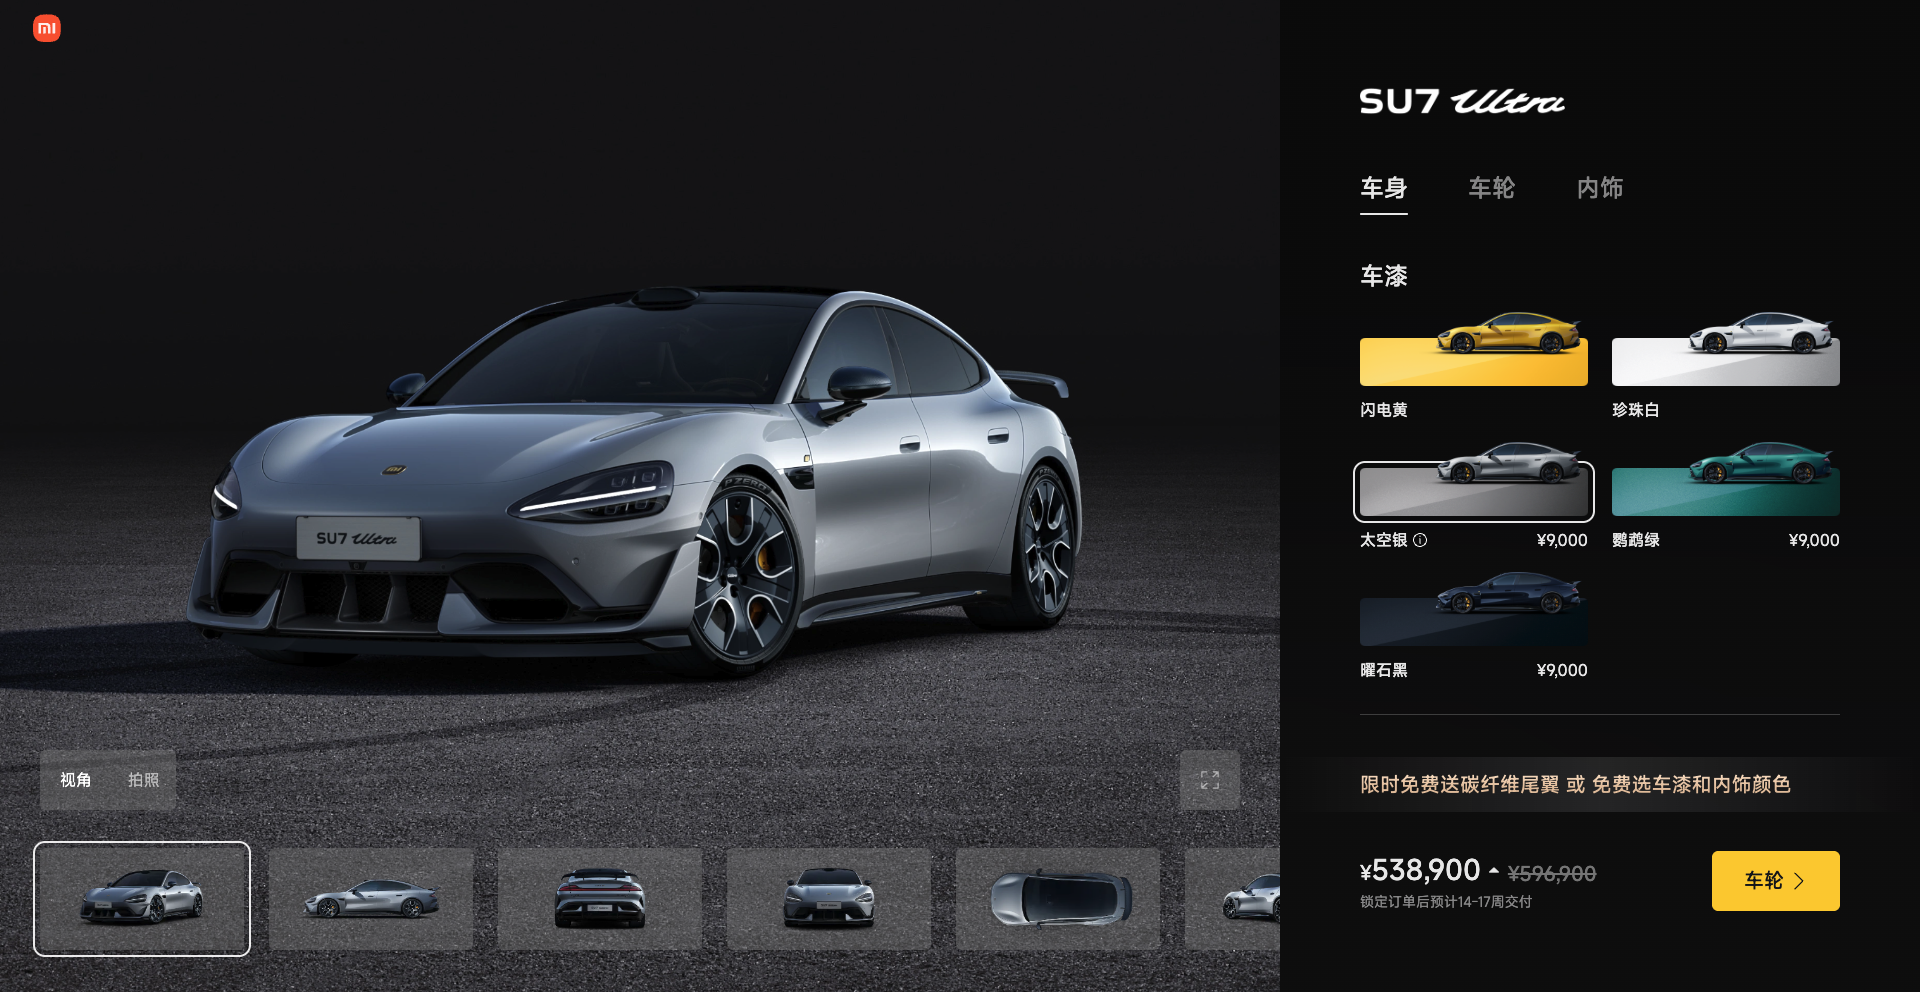 SU7 Ultra
车身 车轮 内饰
车漆
闪电黄 珍珠白
太空银 ¥9,000 鹦鹉绿 ¥9,000
曜石黑 ¥9,000
P ZERO
SU7 Ultra
视角 拍照
限时免费送碳纤维尾翼 或 免费选车漆和内饰颜色
¥538,900 ¥596,900
锁定订单后预计14-17周交付
车轮